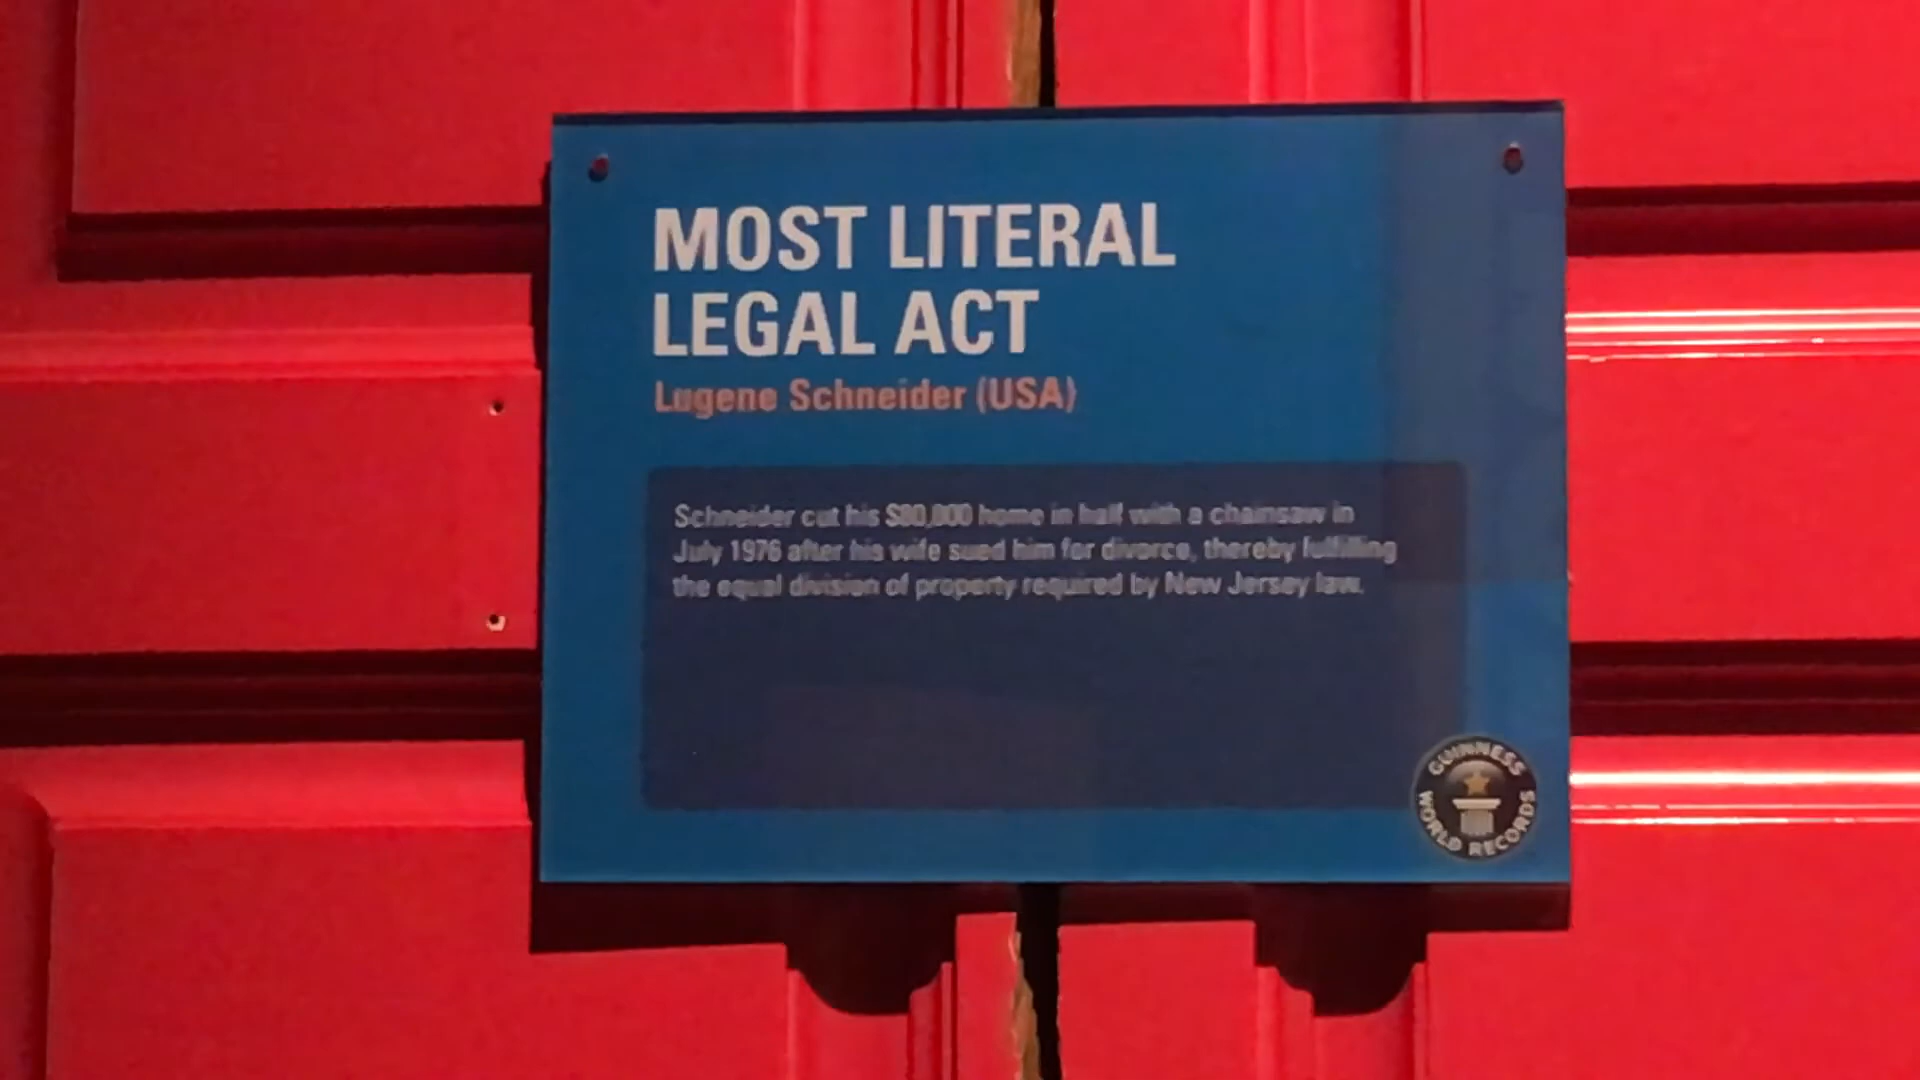 MOST LITERAL
LEGAL ACT
Lugene Schneider (USA)
Schneider cut his $80,000 home in half with a chainsaw in
July 1976 after his wife sued him for divorce, thereby fulfilling
the equal division of property required by New Jersey law.
GUINNESS
WORLD RECORDS